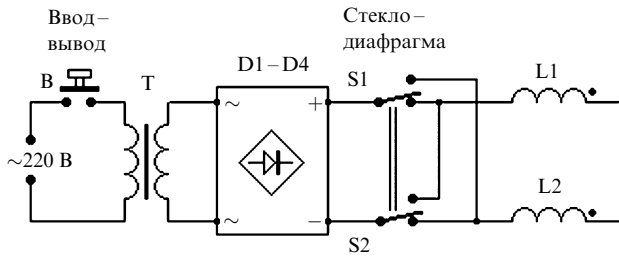 Ввод –
вывод
Стекло –
диафрагма
В
Т
D1 – D4
S1
L1
~
+
~220 В
L2
~
−
S2